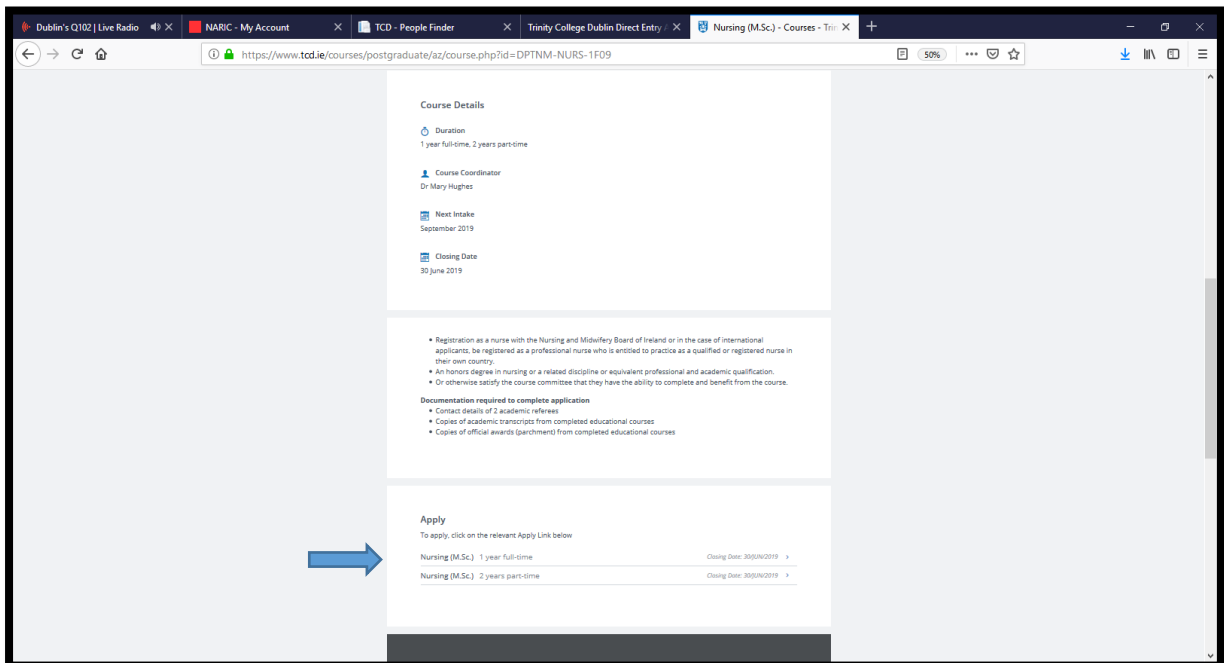 Dublin's Q102 | Live Radio
NARIC - My Account
TCD - People Finder
Trinity College Dublin Direct Entry
Nursing (M.Sc.) - Courses - Trin
https://www.tcd.ie/courses/postgraduate/az/course.php?id=DPTNM-NURS-1F09
50%
Course Details
Duration
1 year full-time, 2 years part-time
Course Coordinator
Dr Mary Hughes
Next Intake
September 2019
Closing Date
30 June 2019
• Registration as a nurse with the Nursing and Midwifery Board of Ireland or in the case of international
applicants, be registered as a professional nurse who is entitled to practice as a qualified or registered nurse in
their own country.
• An honors degree in nursing or a related discipline or equivalent professional and academic qualification.
• Or otherwise satisfy the course committee that they have the ability to complete and benefit from the course.
Documentation required to complete application
• Contact details of 2 academic referees
• Copies of academic transcripts from completed educational courses
• Copies of official awards (parchment) from completed educational courses
Apply
To apply, click on the relevant Apply Link below
Nursing (M.Sc.) 1 year full-time Closing Date: 30/JUN/2019
Nursing (M.Sc.) 2 years part-time Closing Date: 30/JUN/2019